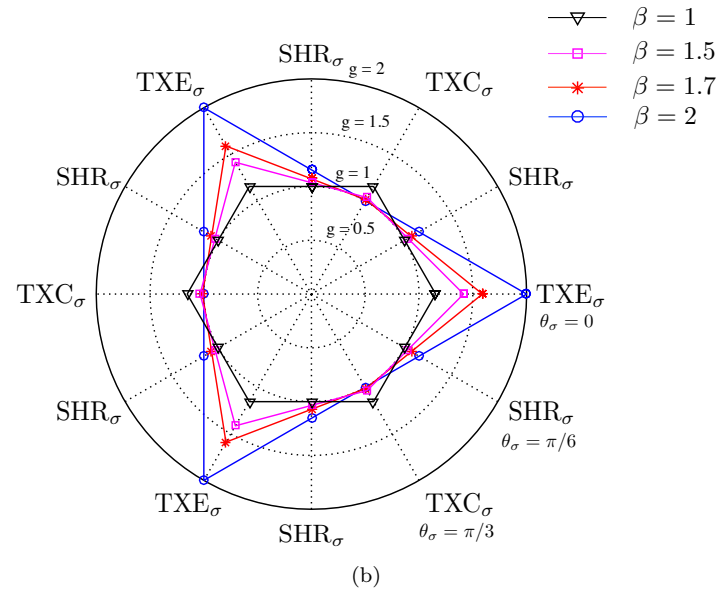 β = 1
β = 1.5
β = 1.7
β = 2
SHR_σ
g = 2
TXE_σ
TXC_σ
g = 1.5
SHR_σ
g = 1
SHR_σ
g = 0.5
TXC_σ
TXE_σ
θ_σ = 0
SHR_σ
SHR_σ
θ_σ = π/6
TXE_σ
TXC_σ
θ_σ = π/3
SHR_σ
(b)